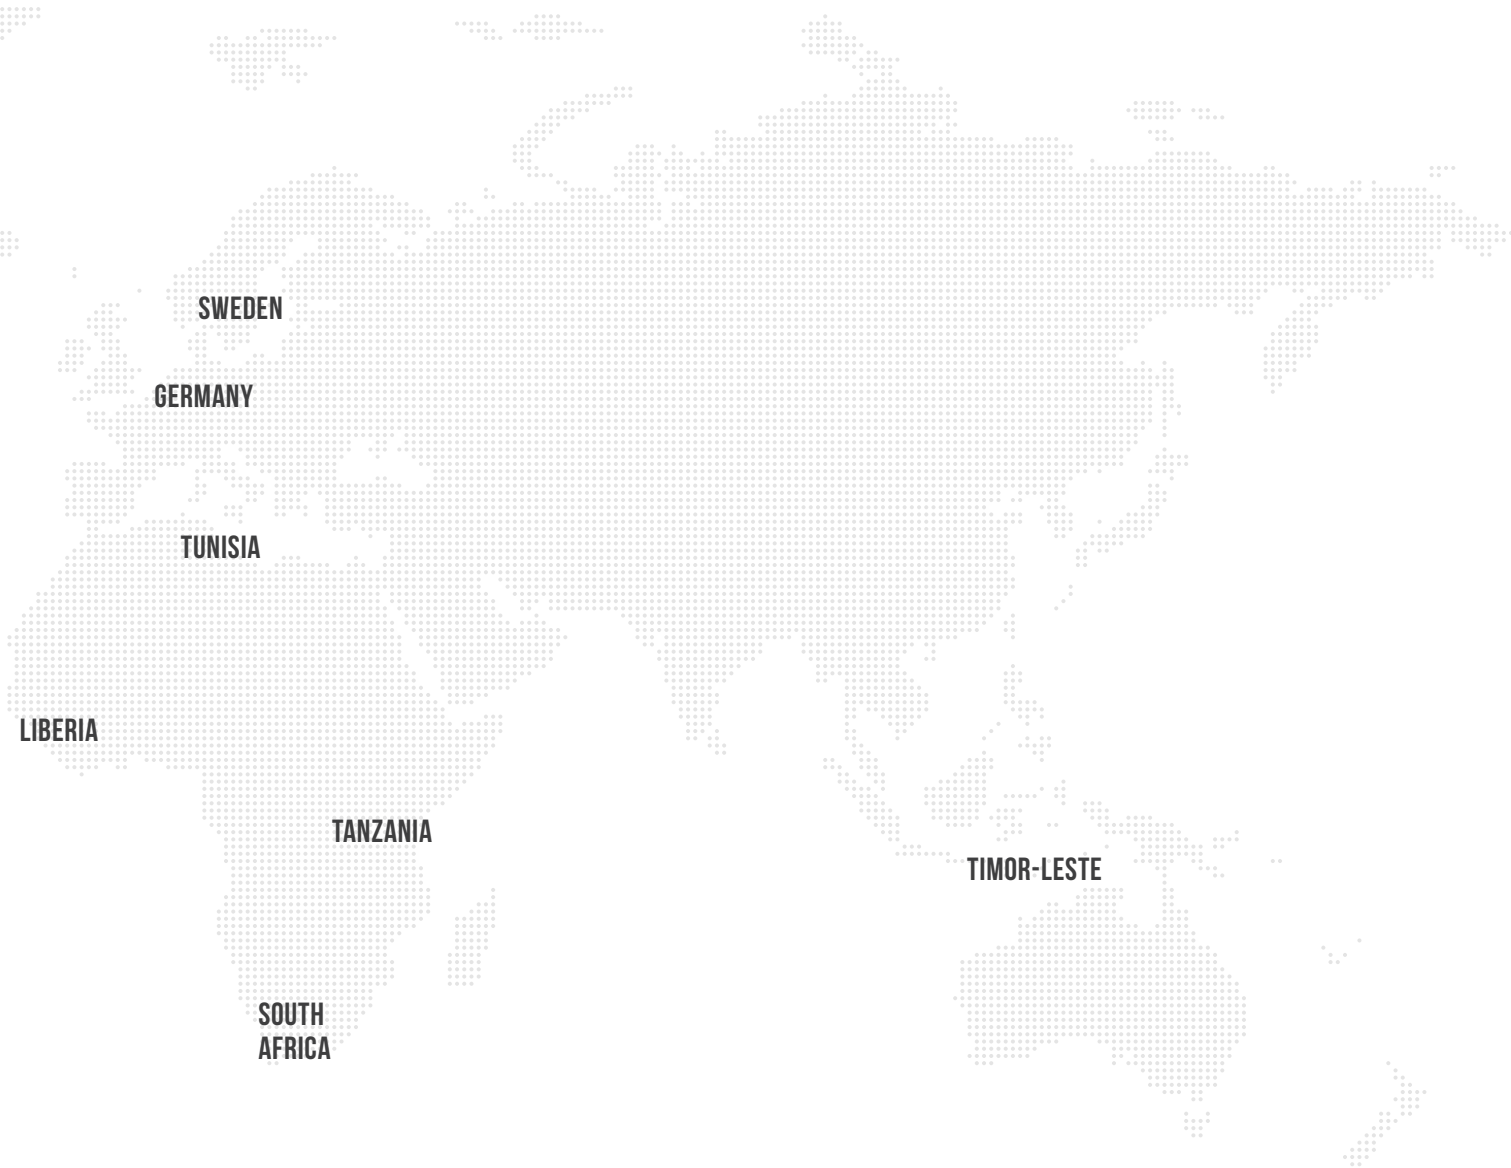 SWEDEN
GERMANY
TUNISIA
LIBERIA
TANZANIA
TIMOR-LESTE
SOUTH
AFRICA